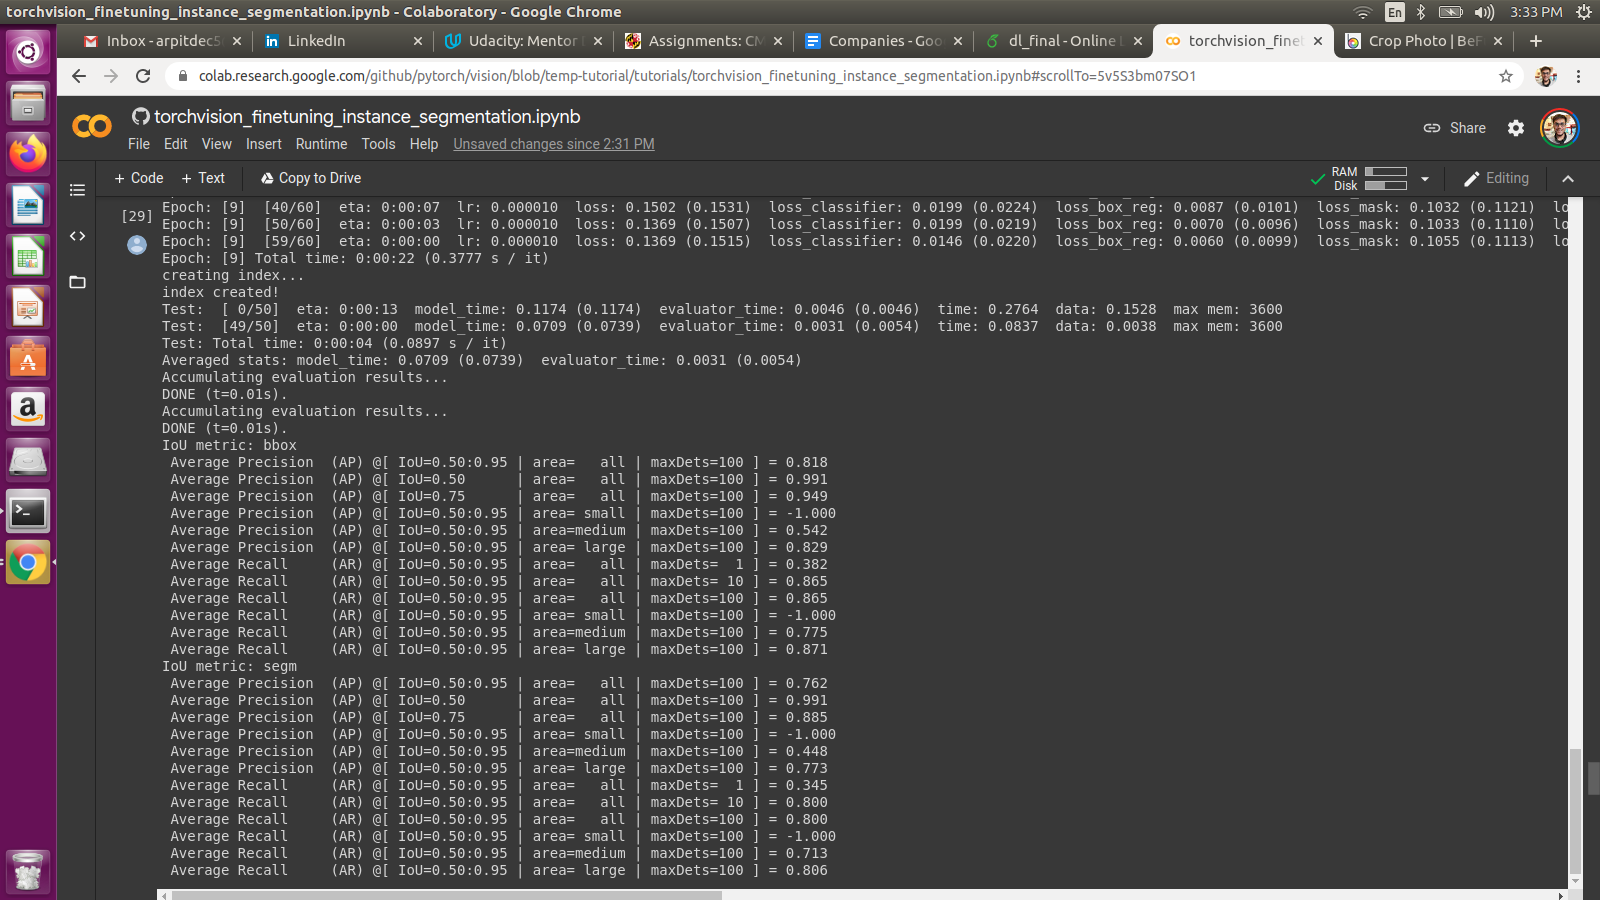 torchvision_finetuning_instance_segmentation.ipynb - Colaboratory - Google Chrome
En
3:33 PM
Inbox - arpitdec5
LinkedIn
Udacity: Mentor
Assignments: CM
Companies - Goo
dl_final - Online L
torchvision_fine
Crop Photo | BeF
colab.research.google.com/github/pytorch/vision/blob/temp-tutorial/tutorials/torchvision_finetuning_instance_segmentation.ipynb#scrollTo=5v5S3bm07SO1
torchvision_finetuning_instance_segmentation.ipynb
Share
File Edit View Insert Runtime Tools Help Unsaved changes since 2:31 PM
+ Code + Text Copy to Drive
RAM
Disk
Editing
[29]
Epoch: [9] [40/60] eta: 0:00:07 lr: 0.000010 loss: 0.1502 (0.1531) loss_classifier: 0.0199 (0.0224) loss_box_reg: 0.0087 (0.0101) loss_mask: 0.1032 (0.1121) lo
Epoch: [9] [50/60] eta: 0:00:03 lr: 0.000010 loss: 0.1369 (0.1507) loss_classifier: 0.0199 (0.0219) loss_box_reg: 0.0070 (0.0096) loss_mask: 0.1033 (0.1110) lo
Epoch: [9] [59/60] eta: 0:00:00 lr: 0.000010 loss: 0.1369 (0.1515) loss_classifier: 0.0146 (0.0220) loss_box_reg: 0.0060 (0.0099) loss_mask: 0.1055 (0.1113) lo
Epoch: [9] Total time: 0:00:22 (0.3777 s / it)
creating index...
index created!
Test: [ 0/50] eta: 0:00:13 model_time: 0.1174 (0.1174) evaluator_time: 0.0046 (0.0046) time: 0.2764 data: 0.1528 max mem: 3600
Test: [49/50] eta: 0:00:00 model_time: 0.0709 (0.0739) evaluator_time: 0.0031 (0.0054) time: 0.0837 data: 0.0038 max mem: 3600
Test: Total time: 0:00:04 (0.0897 s / it)
Averaged stats: model_time: 0.0709 (0.0739) evaluator_time: 0.0031 (0.0054)
Accumulating evaluation results...
DONE (t=0.01s).
Accumulating evaluation results...
DONE (t=0.01s).
IoU metric: bbox
Average Precision (AP) @[ IoU=0.50:0.95 | area= all | maxDets=100 ] = 0.818
Average Precision (AP) @[ IoU=0.50 | area= all | maxDets=100 ] = 0.991
Average Precision (AP) @[ IoU=0.75 | area= all | maxDets=100 ] = 0.949
Average Precision (AP) @[ IoU=0.50:0.95 | area= small | maxDets=100 ] = -1.000
Average Precision (AP) @[ IoU=0.50:0.95 | area=medium | maxDets=100 ] = 0.542
Average Precision (AP) @[ IoU=0.50:0.95 | area= large | maxDets=100 ] = 0.829
Average Recall (AR) @[ IoU=0.50:0.95 | area= all | maxDets= 1 ] = 0.382
Average Recall (AR) @[ IoU=0.50:0.95 | area= all | maxDets= 10 ] = 0.865
Average Recall (AR) @[ IoU=0.50:0.95 | area= all | maxDets=100 ] = 0.865
Average Recall (AR) @[ IoU=0.50:0.95 | area= small | maxDets=100 ] = -1.000
Average Recall (AR) @[ IoU=0.50:0.95 | area=medium | maxDets=100 ] = 0.775
Average Recall (AR) @[ IoU=0.50:0.95 | area= large | maxDets=100 ] = 0.871
IoU metric: segm
Average Precision (AP) @[ IoU=0.50:0.95 | area= all | maxDets=100 ] = 0.762
Average Precision (AP) @[ IoU=0.50 | area= all | maxDets=100 ] = 0.991
Average Precision (AP) @[ IoU=0.75 | area= all | maxDets=100 ] = 0.885
Average Precision (AP) @[ IoU=0.50:0.95 | area= small | maxDets=100 ] = -1.000
Average Precision (AP) @[ IoU=0.50:0.95 | area=medium | maxDets=100 ] = 0.448
Average Precision (AP) @[ IoU=0.50:0.95 | area= large | maxDets=100 ] = 0.773
Average Recall (AR) @[ IoU=0.50:0.95 | area= all | maxDets= 1 ] = 0.345
Average Recall (AR) @[ IoU=0.50:0.95 | area= all | maxDets= 10 ] = 0.800
Average Recall (AR) @[ IoU=0.50:0.95 | area= all | maxDets=100 ] = 0.800
Average Recall (AR) @[ IoU=0.50:0.95 | area= small | maxDets=100 ] = -1.000
Average Recall (AR) @[ IoU=0.50:0.95 | area=medium | maxDets=100 ] = 0.713
Average Recall (AR) @[ IoU=0.50:0.95 | area= large | maxDets=100 ] = 0.806